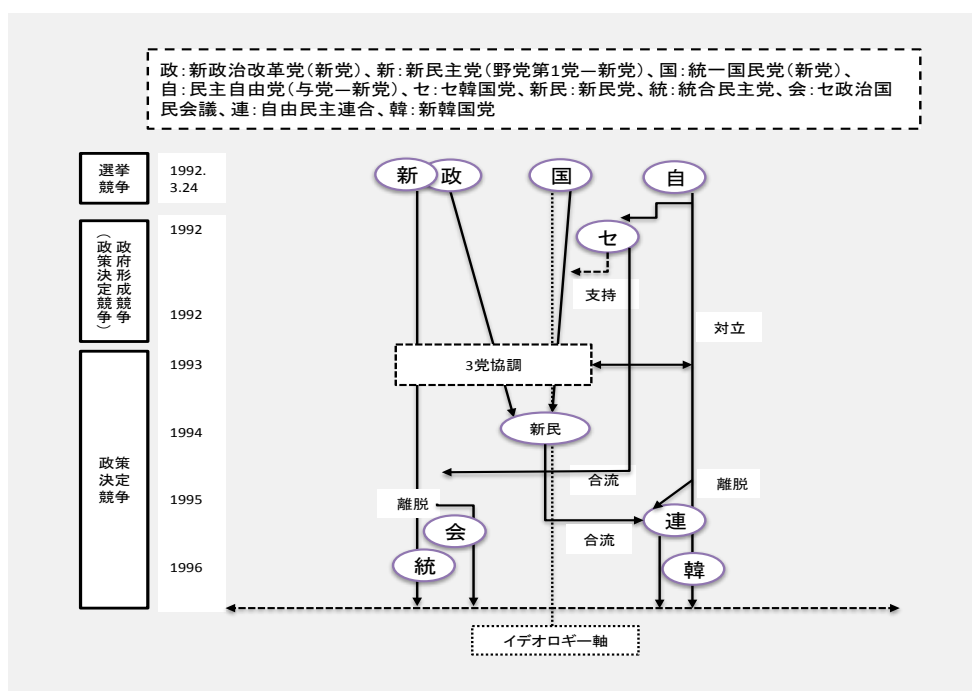 政:新政治改革党(新党)、新:新民主党(野党第1党―新党)、国:統一国民党(新党)、
自:民主自由党(与党―新党)、セ:セ韓国党、新民:新民党、統:統合民主党、会:セ政治国
民会議、連:自由民主連合、韓:新韓国党
選挙
競争
1992.
3.24
新
政
国
自
1992
政府形成競争
(政策決定競争)
セ
支持
1992
対立
1993
3党協調
1994
新民
政策
決定
競争
合流
離脱
1995
離脱
連
会
合流
1996
統
韓
イデオロギー軸